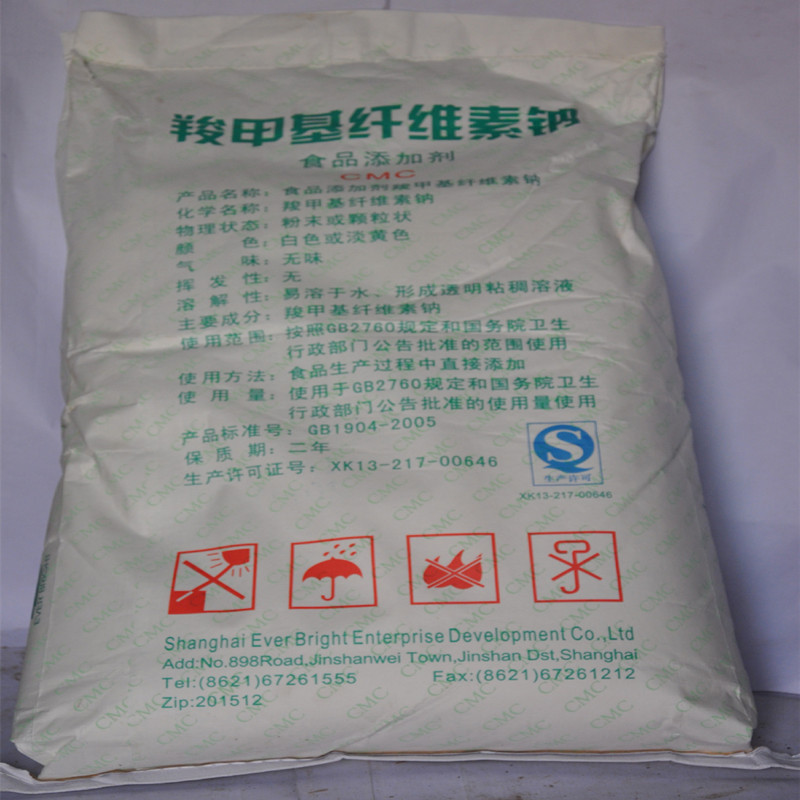 羧甲基纤维素钠
食品添加剂
CMC
产品名称：食品添加剂羧甲基纤维素钠
化学名称：羧甲基纤维素钠
物理状态：粉末或颗粒状
颜 色：白色或淡黄色
气 味：无味
挥 发 性：无
溶 解 性：易溶于水、形成透明粘稠溶液
主要成分：羧甲基纤维素钠
使用范围：按照GB2760规定和国务院卫生
行政部门公告批准的范围使用
使用方法：食品生产过程中直接添加
使 用 量：使用于GB2760规定和国务院卫生
行政部门公告批准的使用量使用
产品标准号：GB1904-2005
保 质 期：二年
生产许可证号：XK13-217-00646
生产许可
XK13-217-00646
Shanghai Ever Bright Enterprise Development Co.,Ltd
Add:No.898Road,Jinshanwei Town,Jinshan Dst,Shanghai
Tel:(8621)67261555 Fax:(8621)67261212
Zip:201512